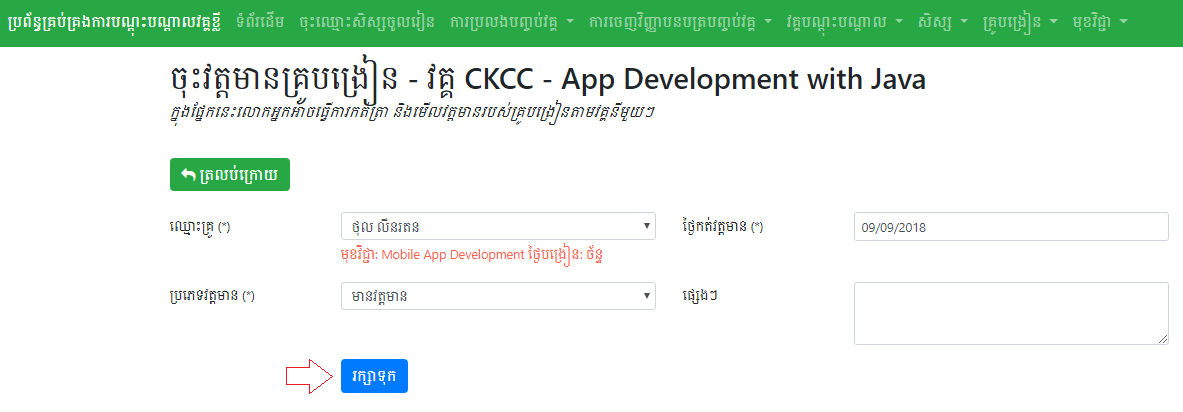 ប្រព័ន្ធគ្រប់គ្រងការបណ្តុះបណ្តាលវគ្គខ្លី ទំព័រដើម ចុះឈ្មោះសិស្សចូលរៀន ការប្រលងបញ្ចប់វគ្គ ការចេញវិញ្ញាបនបត្របញ្ចប់វគ្គ វគ្គបណ្តុះបណ្តាល សិស្ស គ្រូបង្រៀន មុខវិជ្ជា
ចុះវត្តមានគ្រូបង្រៀន - វគ្គ CKCC - App Development with Java
ក្នុងផ្នែកនេះលោកអ្នកអាចធ្វើការកត់ត្រា និងមើលវត្តមានរបស់គ្រូបង្រៀនតាមវគ្គនីមួយៗ
ត្រលប់ក្រោយ
ឈ្មោះគ្រូ (*) ថុល លីនរតន ថ្ងៃកត់វត្តមាន (*) 09/09/2018
មុខវិជ្ជា: Mobile App Development ថ្ងៃបង្រៀន: ច័ន្ទ
ប្រភេទវត្តមាន (*) មានវត្តមាន ផ្សេងៗ
រក្សាទុក